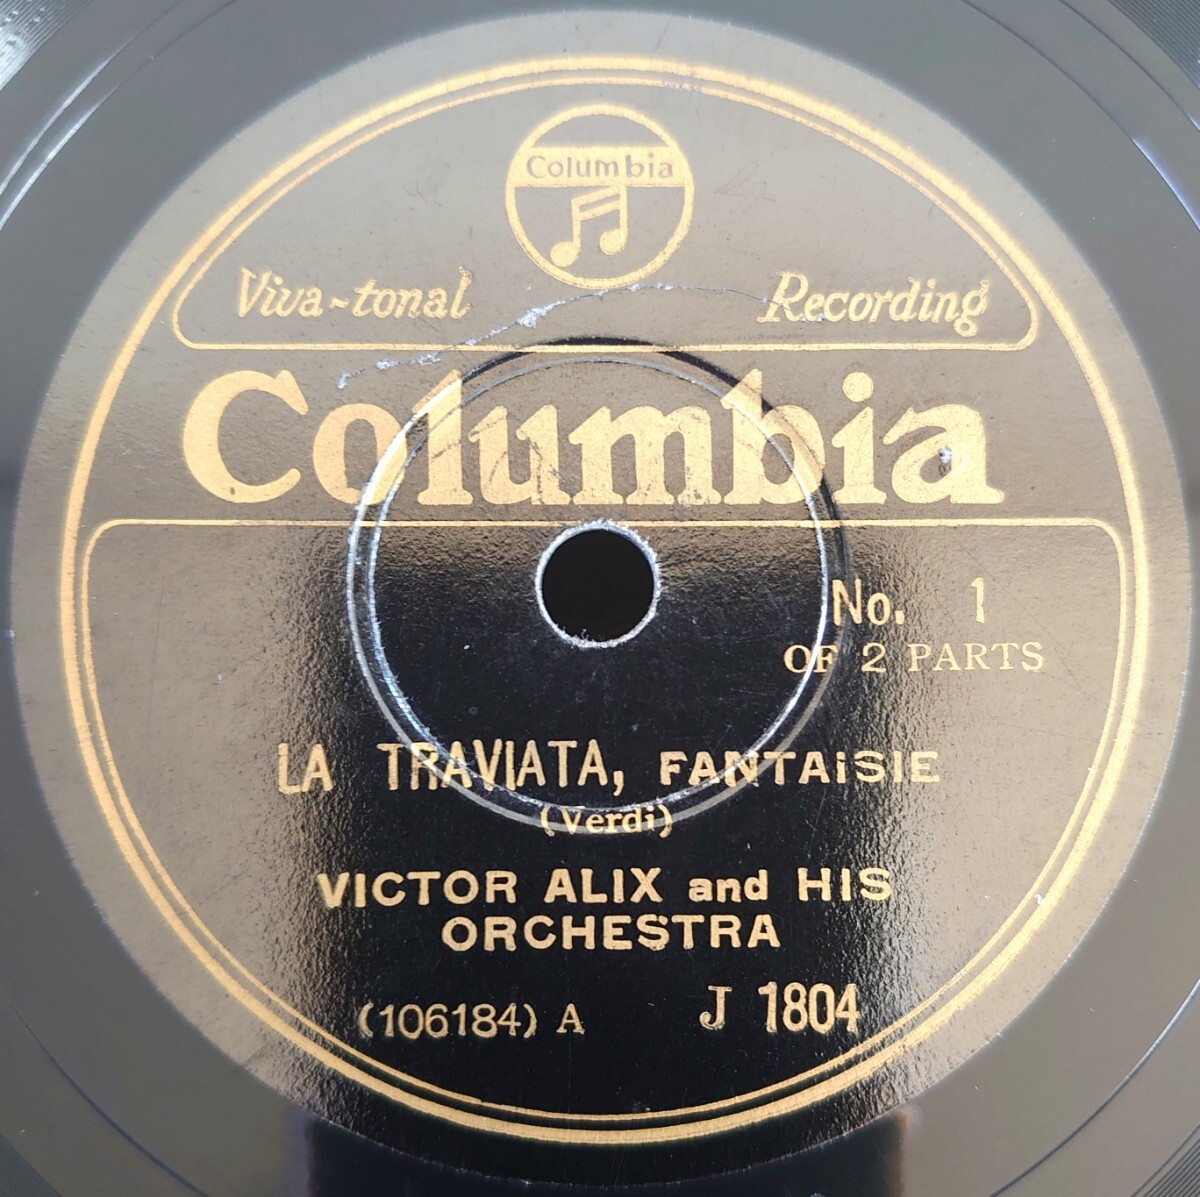 Columbia
Viva-tonal Recording
Columbia
No. 1
OF 2 PARTS
LA TRAVIATA, FANTAiSIE
(Verdi)
VICTOR ALIX and HIS
ORCHESTRA
(106184) A J 1804